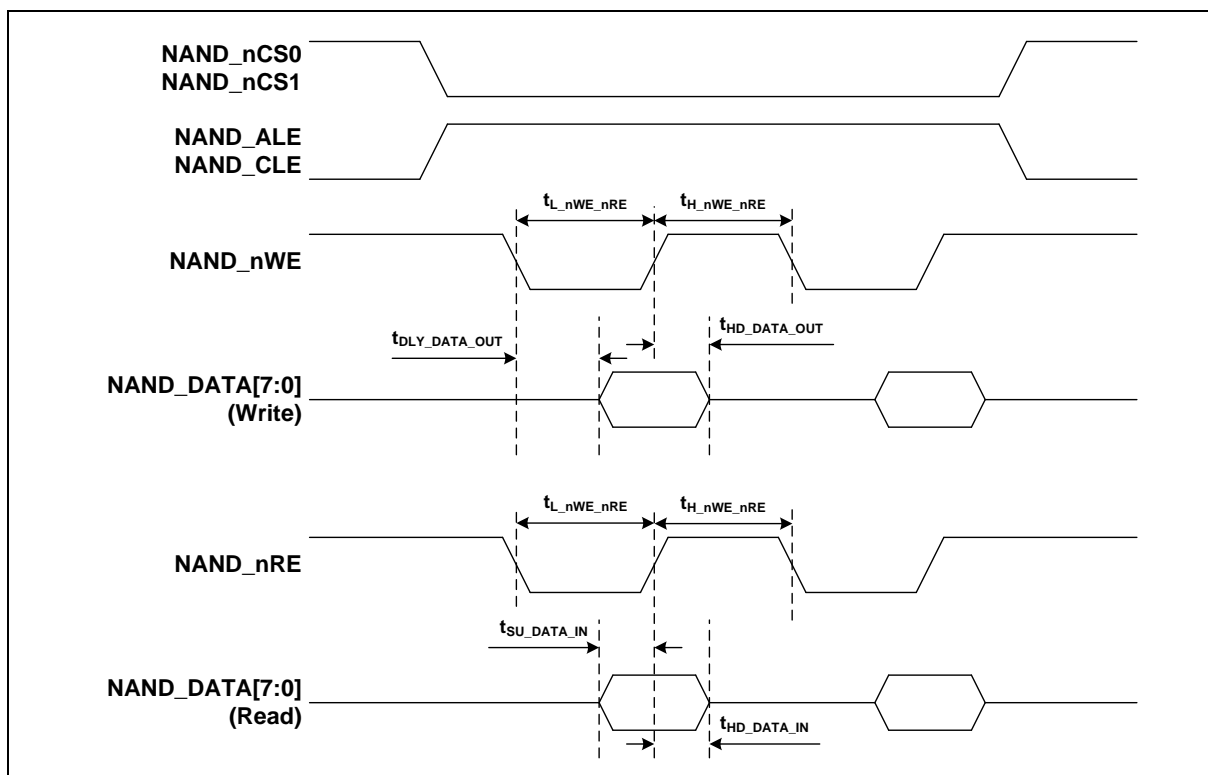 NAND_nCS0
NAND_nCS1
NAND_ALE
NAND_CLE
tL_nWE_nRE
tH_nWE_nRE
NAND_nWE
tDLY_DATA_OUT
tHD_DATA_OUT
NAND_DATA[7:0]
(Write)
tL_nWE_nRE
tH_nWE_nRE
NAND_nRE
tSU_DATA_IN
NAND_DATA[7:0]
(Read)
tHD_DATA_IN